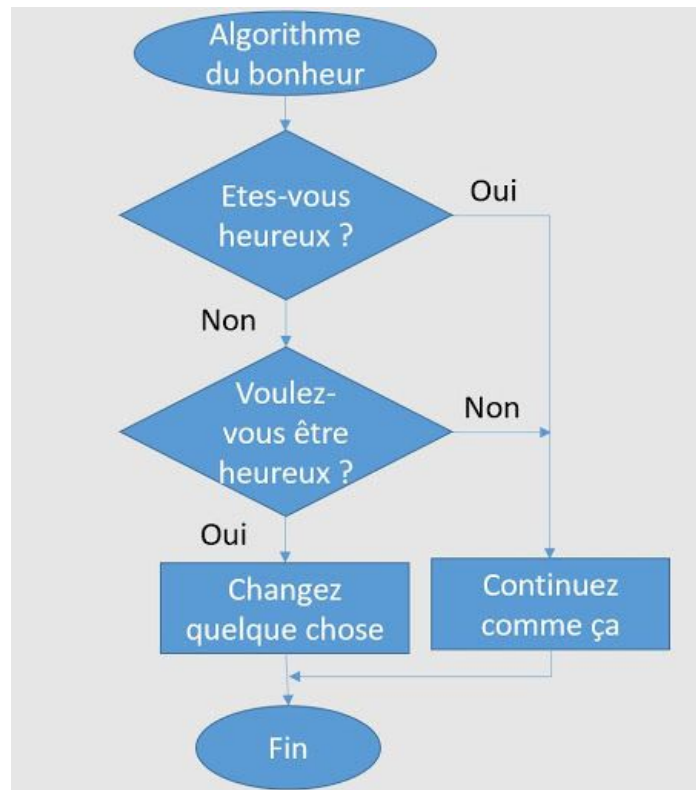 Algorithme
du bonheur
Etes-vous
heureux ?
Oui
Non
Voulez-
vous être
heureux ?
Non
Oui
Changez
quelque chose
Continuez
comme ça
Fin